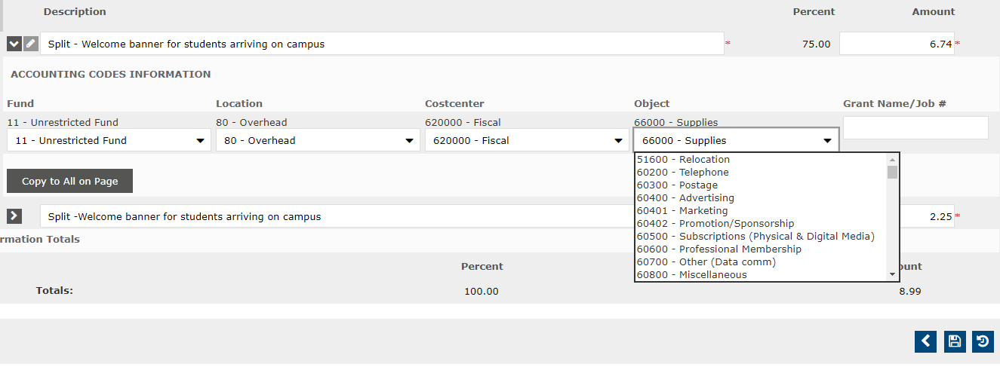 Description Percent Amount
Split - Welcome banner for students arriving on campus * 75.00 6.74 *
ACCOUNTING CODES INFORMATION
Fund Location Costcenter Object Grant Name/Job #
11 - Unrestricted Fund 80 - Overhead 620000 - Fiscal 66000 - Supplies
11 - Unrestricted Fund 80 - Overhead 620000 - Fiscal 66000 - Supplies
51600 - Relocation
60200 - Telephone
60300 - Postage
60400 - Advertising
60401 - Marketing
60402 - Promotion/Sponsorship
60500 - Subscriptions (Physical & Digital Media)
60600 - Professional Membership
60700 - Other (Data comm)
60800 - Miscellaneous
Copy to All on Page
Split -Welcome banner for students arriving on campus 2.25 *
rmation Totals
Percent ount
Totals: 100.00 8.99